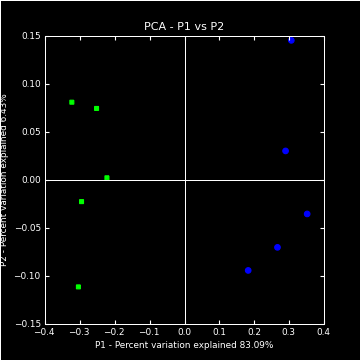 PCA - P1 vs P2
0.15
0.10
0.05
0.00
−0.05
−0.10
−0.15
P2 - Percent variation explained 6.43%
−0.4 −0.3 −0.2 −0.1 0.0 0.1 0.2 0.3 0.4
P1 - Percent variation explained 83.09%